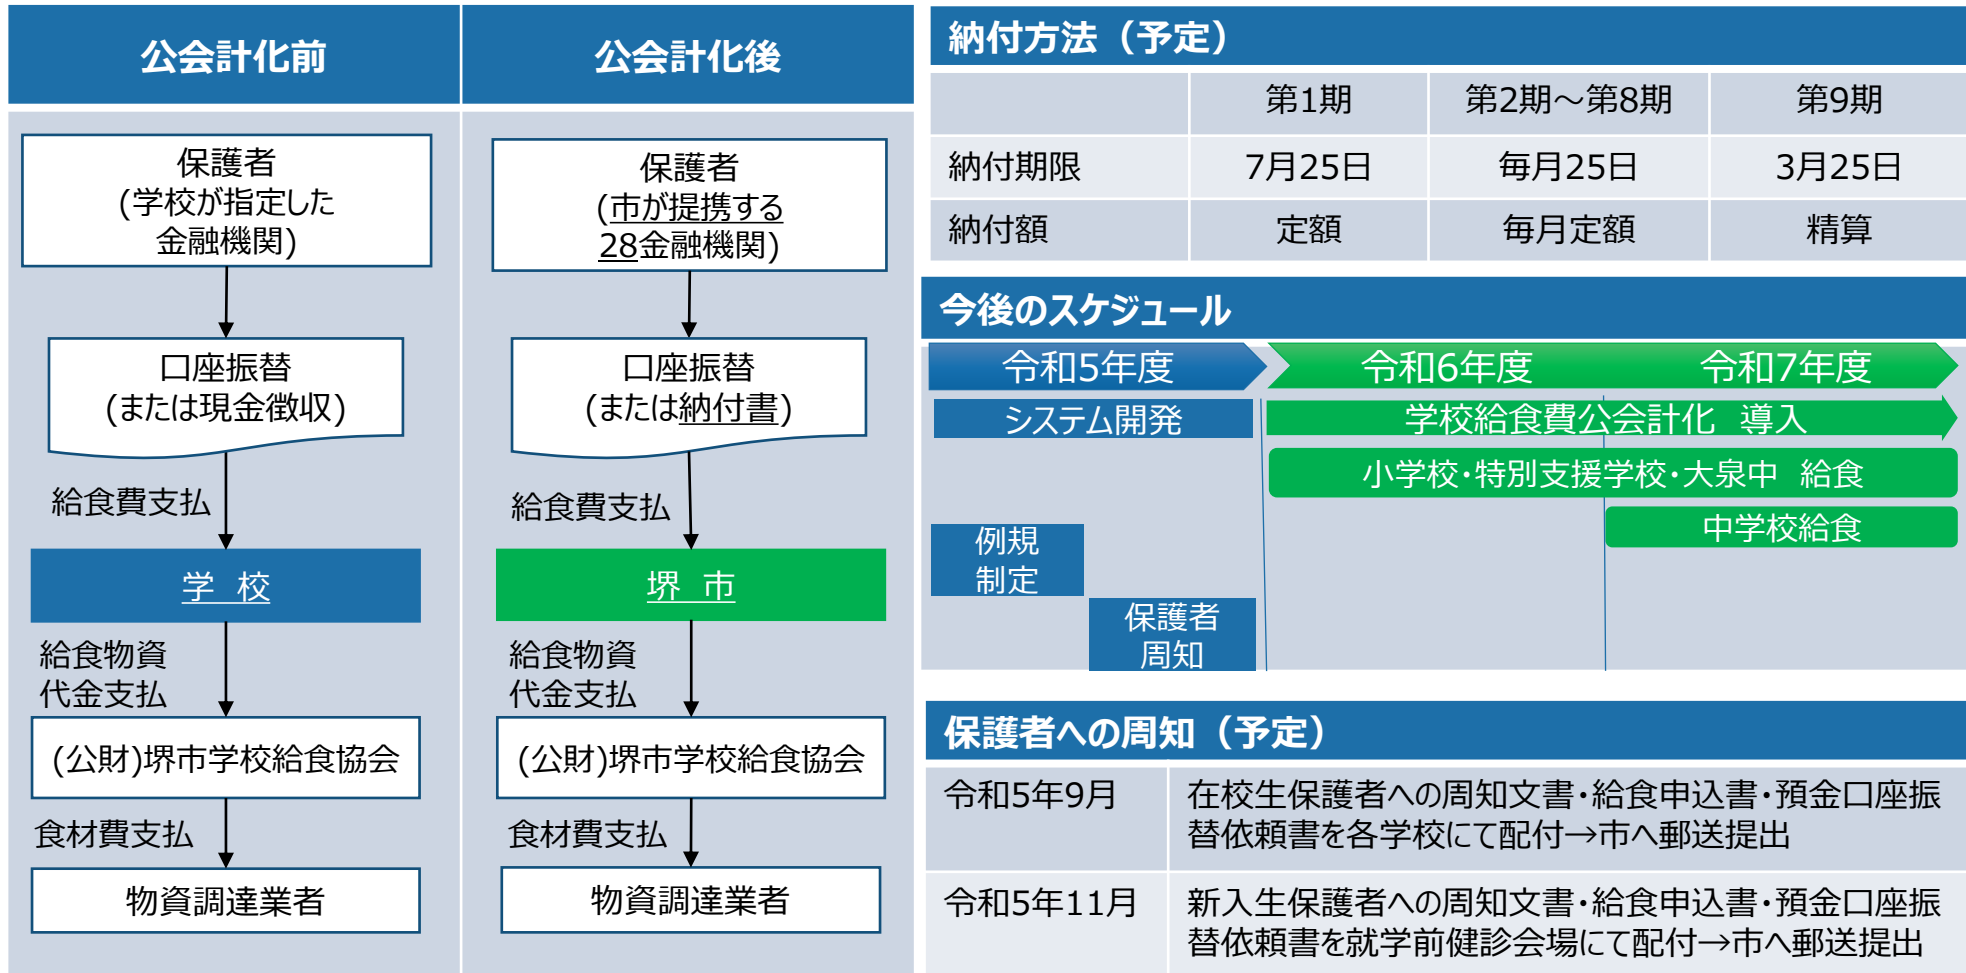 公会計化前
保護者
(学校が指定した
金融機関)
口座振替
(または現金徴収)
給食費支払
学 校
給食物資
代金支払
(公財)堺市学校給食協会
食材費支払
物資調達業者
公会計化後
保護者
(市が提携する
28金融機関)
口座振替
(または納付書)
給食費支払
堺 市
給食物資
代金支払
(公財)堺市学校給食協会
食材費支払
物資調達業者
納付方法（予定）
第1期 第2期～第8期 第9期
納付期限 7月25日 毎月25日 3月25日
納付額 定額 毎月定額 精算
今後のスケジュール
令和5年度 令和6年度 令和7年度
システム開発 学校給食費公会計化 導入
小学校・特別支援学校・大泉中 給食
中学校給食
例規
制定
保護者
周知
保護者への周知（予定）
令和5年9月 在校生保護者への周知文書・給食申込書・預金口座振
替依頼書を各学校にて配付→市へ郵送提出
令和5年11月 新入生保護者への周知文書・給食申込書・預金口座振
替依頼書を就学前健診会場にて配付→市へ郵送提出